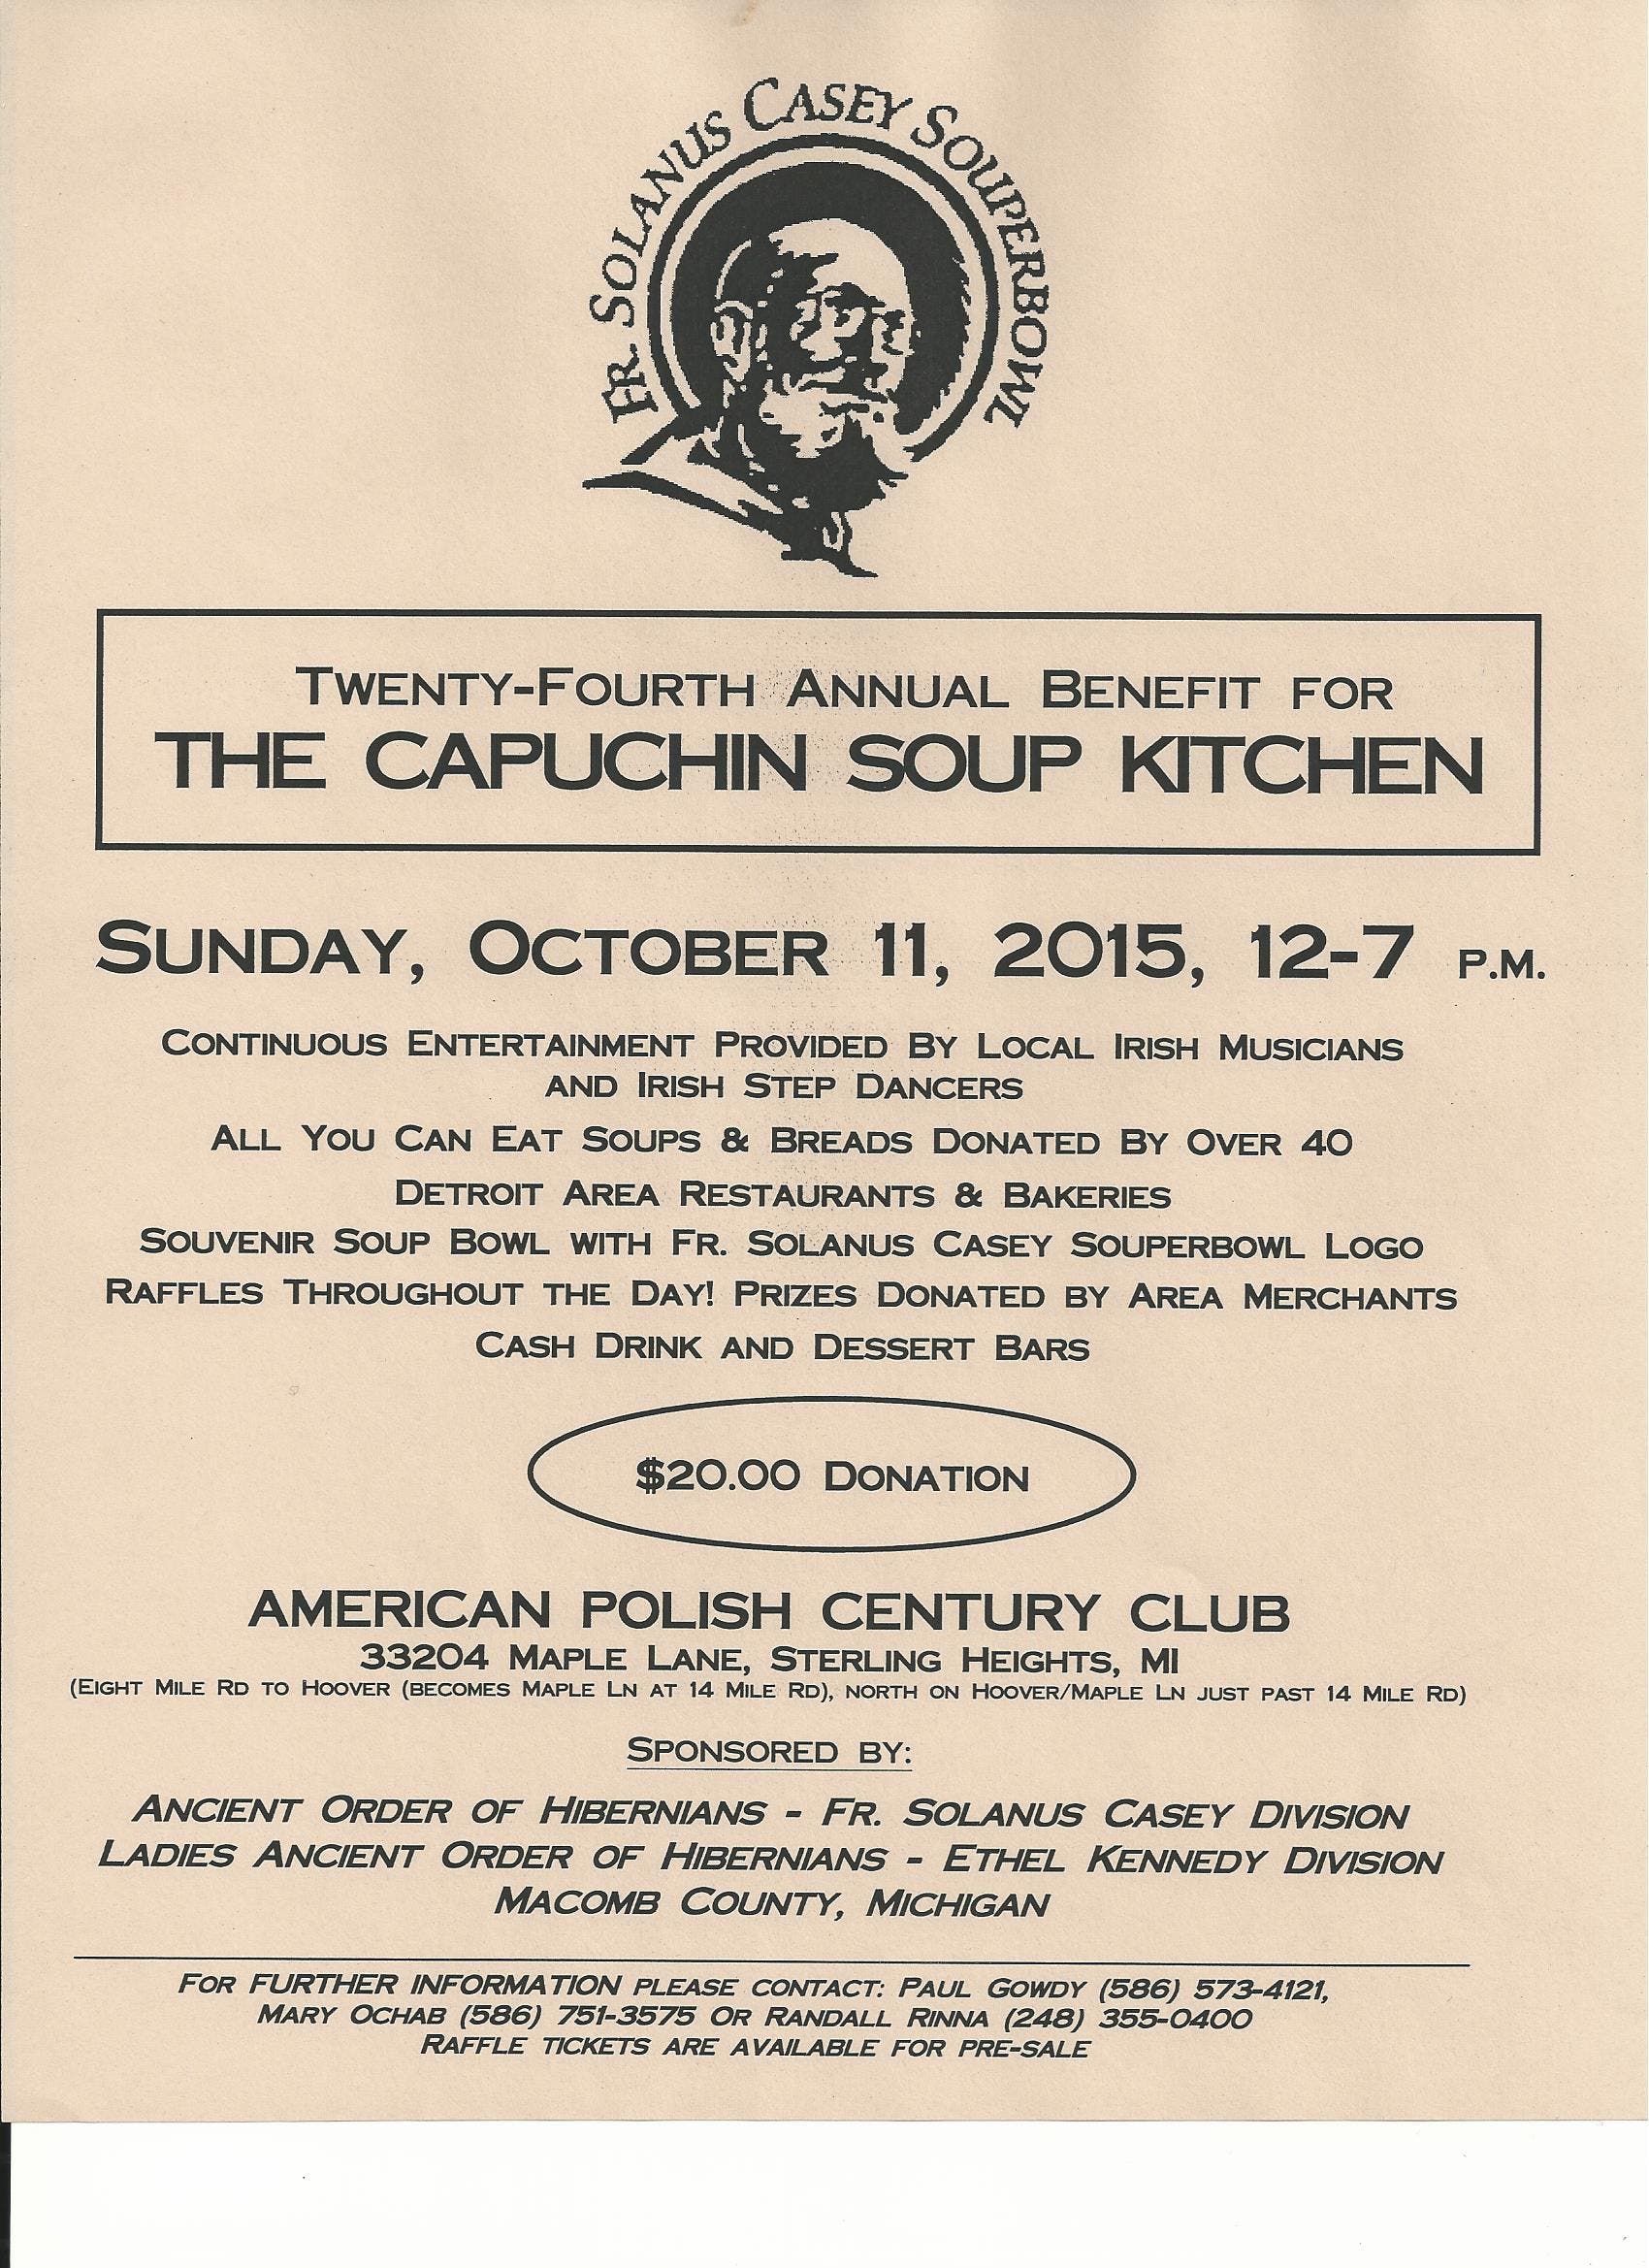 Fr. Solanus Casey Souperbowl
Twenty-Fourth Annual Benefit for
THE CAPUCHIN SOUP KITCHEN
Sunday, October 11, 2015, 12-7 p.m.
Continuous Entertainment Provided By Local Irish Musicians
and Irish Step Dancers
All You Can Eat Soups & Breads Donated By Over 40
Detroit Area Restaurants & Bakeries
Souvenir Soup Bowl with Fr. Solanus Casey Souperbowl Logo
Raffles Throughout the Day! Prizes Donated by Area Merchants
Cash Drink and Dessert Bars
$20.00 Donation
AMERICAN POLISH CENTURY CLUB
33204 Maple Lane, Sterling Heights, MI
(Eight Mile Rd to Hoover (becomes Maple Ln at 14 Mile Rd), north on Hoover/Maple Ln just past 14 Mile Rd)
Sponsored by:
Ancient Order of Hibernians - Fr. Solanus Casey Division
Ladies Ancient Order of Hibernians - Ethel Kennedy Division
Macomb County, Michigan
For FURTHER INFORMATION please contact: Paul Gowdy (586) 573-4121,
Mary Ochab (586) 751-3575 Or Randall Rinna (248) 355-0400
Raffle tickets are available for pre-sale